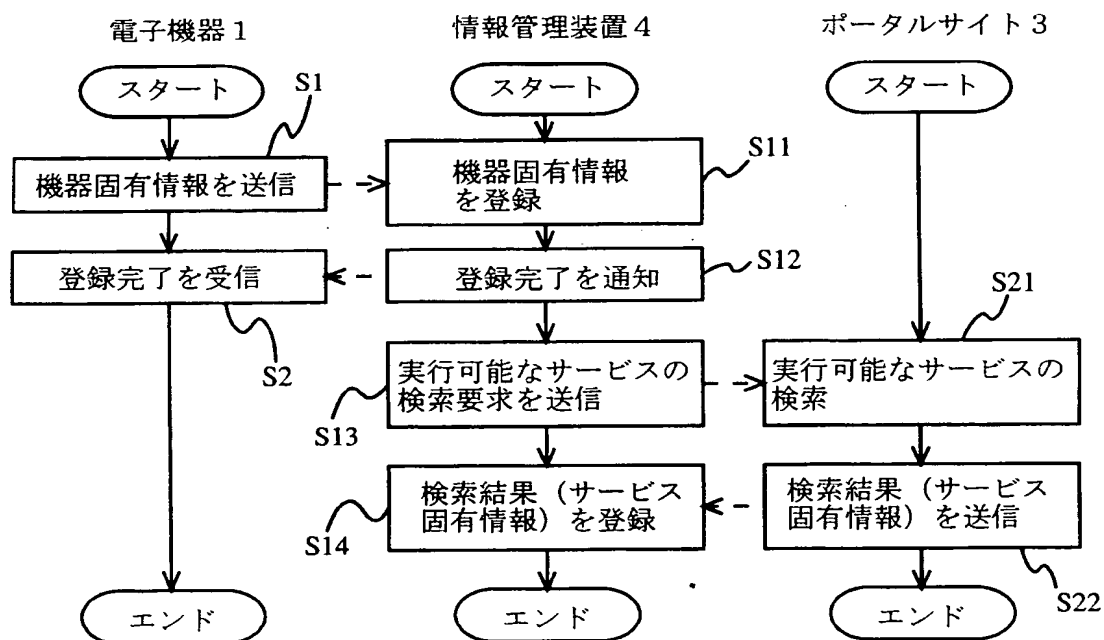 電子機器1
情報管理装置4
ポータルサイト3
スタート
スタート
スタート
S1
機器固有情報を送信
機器固有情報
を登録
S11
登録完了を受信
登録完了を通知
S12
S2
S21
実行可能なサービスの
検索要求を送信
実行可能なサービスの
検索
S13
検索結果（サービス
固有情報）を登録
検索結果（サービス
固有情報）を送信
S14
S22
エンド
エンド
エンド